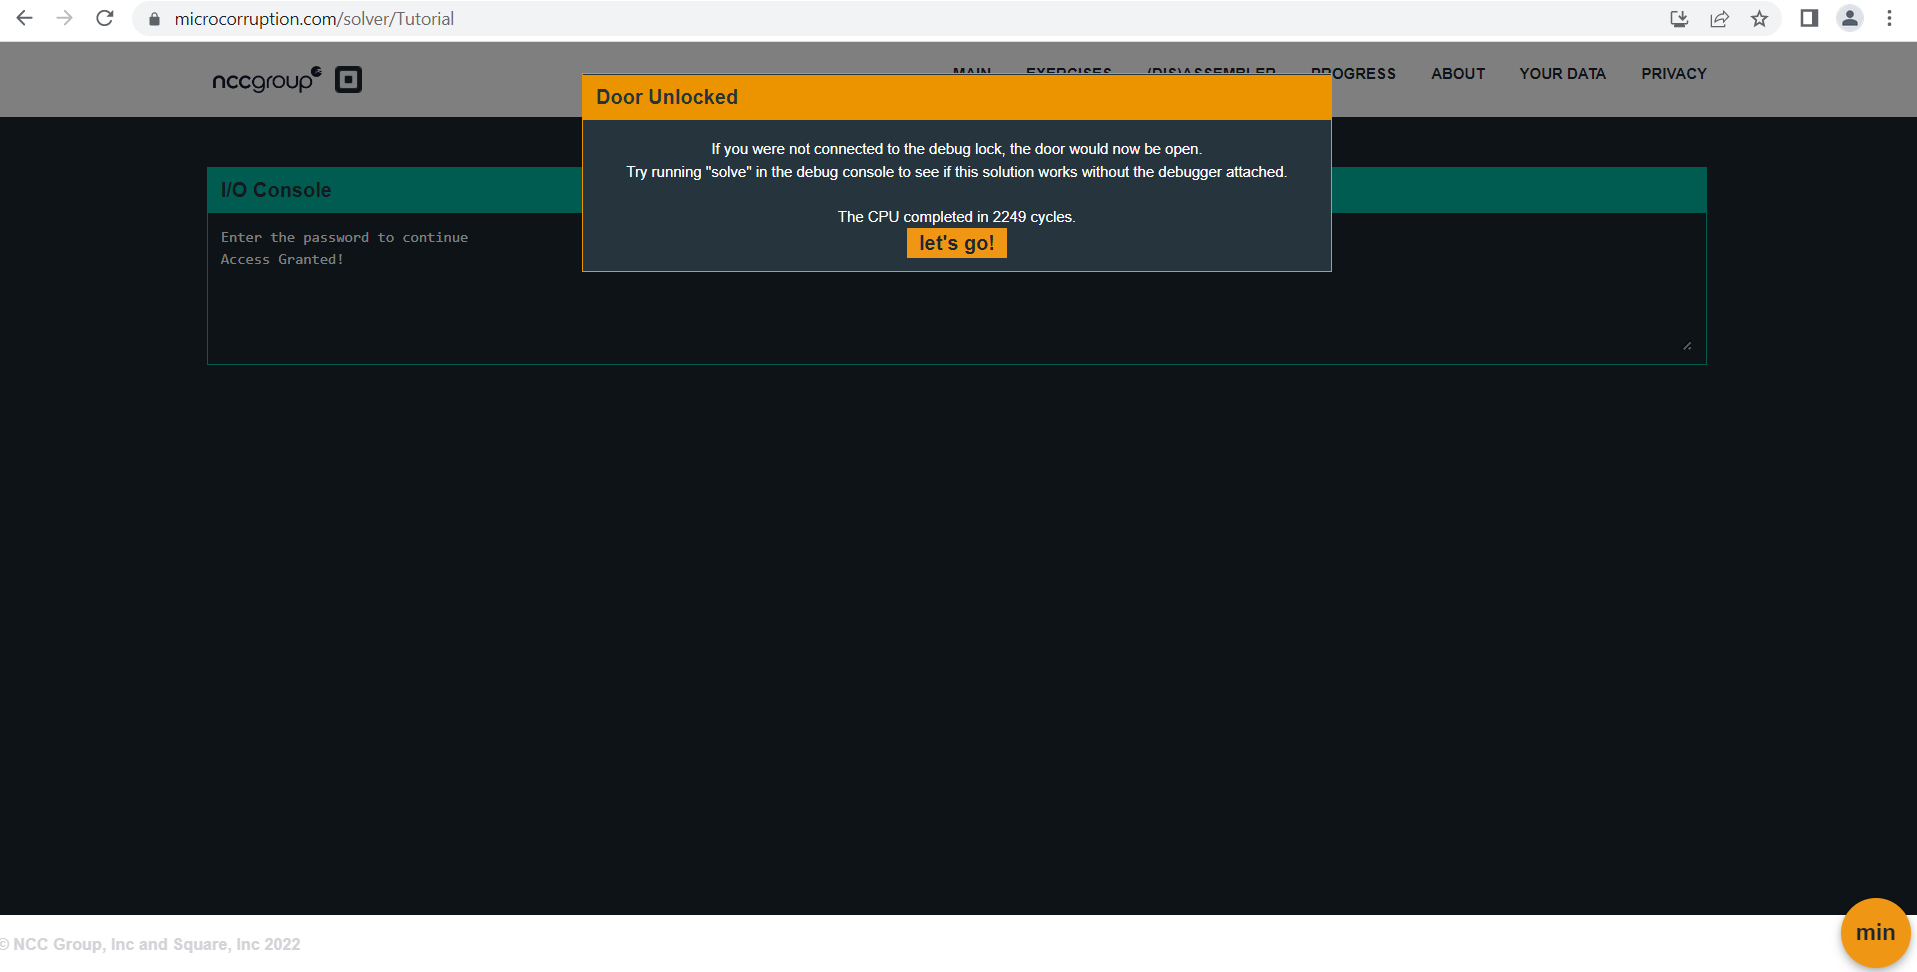 microcorruption.com/solver/Tutorial
nccgroup
MAIN EXERCISES (DIS)ASSEMBLER PROGRESS ABOUT YOUR DATA PRIVACY
Door Unlocked
If you were not connected to the debug lock, the door would now be open.
Try running "solve" in the debug console to see if this solution works without the debugger attached.
The CPU completed in 2249 cycles.
let's go!
I/O Console
Enter the password to continue
Access Granted!
min
© NCC Group, Inc and Square, Inc 2022